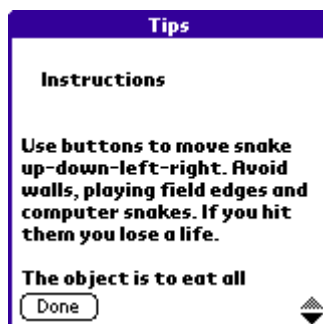 Tips
Instructions
Use buttons to move snake
up-down-left-right. Avoid
walls, playing field edges and
computer snakes. If you hit
them you lose a life.
The object is to eat all
Done